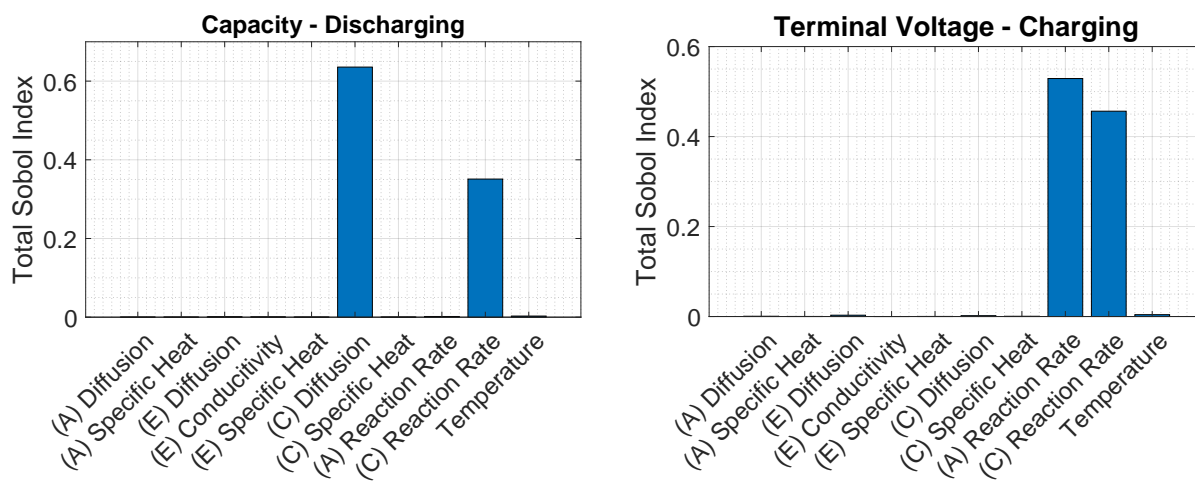 Capacity - Discharging
Total Sobol Index
0.6
0.4
0.2
0
(A) Diffusion
(A) Specific Heat
(E) Diffusion
(E) Conducitivity
(E) Specific Heat
(C) Diffusion
(C) Specific Heat
(A) Reaction Rate
(C) Reaction Rate
Temperature
Terminal Voltage - Charging
Total Sobol Index
0.6
0.4
0.2
0
(A) Diffusion
(A) Specific Heat
(E) Diffusion
(E) Conducitivity
(E) Specific Heat
(C) Diffusion
(C) Specific Heat
(A) Reaction Rate
(C) Reaction Rate
Temperature